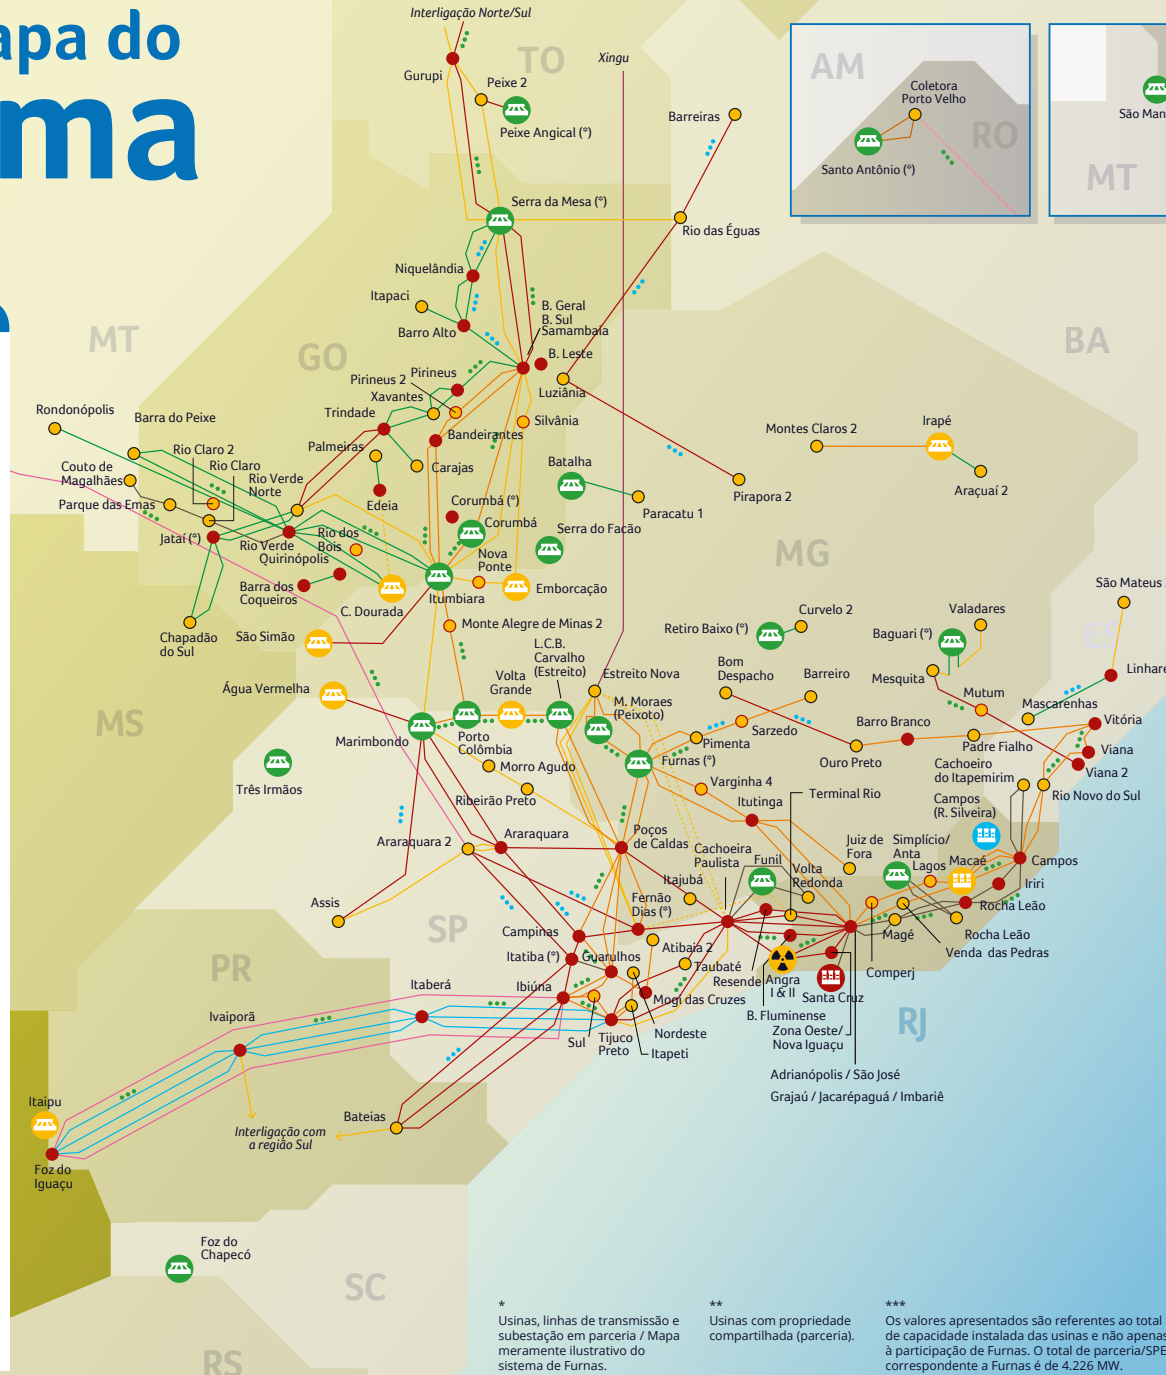 apa do
ma
Interligação Norte/Sul
TO
Xingu
Gurupi
Peixe 2
Peixe Angical (*)
Barreiras
AM
Coletora
Porto Velho
RO
Santo Antônio (*)
São Man
MT
Serra da Mesa (*)
Rio das Éguas
Niquelândia
Itapaci
Barro Alto
B. Geral
B. Sul
Samambaia
B. Leste
MT
GO
BA
Pirineus
Pirineus 2
Xavantes
Luziânia
Trindade
Silvânia
Rondonópolis
Barra do Peixe
Bandeirantes
Montes Claros 2
Irapé
Palmeiras
Rio Claro 2
Rio Claro
Couto de
Magalhães
Rio Verde
Norte
Carajas
Batalha
Pirapora 2
Araçuaí 2
Parque das Emas
Edeia
Corumbá (*)
Corumbá
Paracatu 1
Serra do Facão
Jataí (*)
Rio Verde
Rio dos
Bois
Quirinópolis
Nova
Ponte
MG
Barra dos
Coqueiros
Itumbiara
Emborcação
São Mateus
C. Dourada
Chapadão
do Sul
São Simão
Monte Alegre de Minas 2
Curvelo 2
Retiro Baixo (*)
Valadares
Baguari (*)
ES
L.C.B.
Carvalho
(Estreito)
Estreito Nova
Bom
Despacho
Barreiro
Mesquita
Linhare
Água Vermelha
Volta
Grande
M. Moraes
(Peixoto)
Mutum
Mascarenhas
MS
Marimbondo
Porto
Colômbia
Sarzedo
Barro Branco
Vitória
Pimenta
Ouro Preto
Padre Fialho
Viana
Viana 2
Furnas (*)
Três Irmãos
Morro Agudo
Varginha 4
Cachoeiro
do Itapemirim
Ribeirão Preto
Itutinga
Terminal Rio
Rio Novo do Sul
Campos
(R. Silveira)
Araraquara 2
Araraquara
Poços
de Caldas
Cachoeira
Paulista
Funil
Volta
Redonda
Juiz de
Fora
Simplício/
Anta
Lagos
Macaé
Campos
Itajubá
Iriri
Assis
Fernão
Dias (*)
Rocha Leão
SP
Campinas
Magé
Rocha Leão
Venda das Pedras
Itatiba (*)
Guarulhos
Atibaia 2
Taubaté
Resende
Angra
I & II
Santa Cruz
Comperj
PR
Itaberá
Ibiúna
Mogi das Cruzes
B. Fluminense
Ivaiporã
Sul
Tijuco
Preto
Nordeste
Itapeti
Zona Oeste/
Nova Iguaçu
RJ
Adrianópolis / São José
Grajaú / Jacarépaguá / Imbariê
Itaipu
Bateias
Interligação com
a região Sul
Foz do
Iguaçu
Foz do
Chapecó
SC
RS
*
Usinas, linhas de transmissão e
subestação em parceria / Mapa
meramente ilustrativo do
sistema de Furnas.
**
Usinas com propriedade
compartilhada (parceria).
***
Os valores apresentados são referentes ao total
de capacidade instalada das usinas e não apenas
à participação de Furnas. O total de parceria/SPE
correspondente a Furnas é de 4.226 MW.